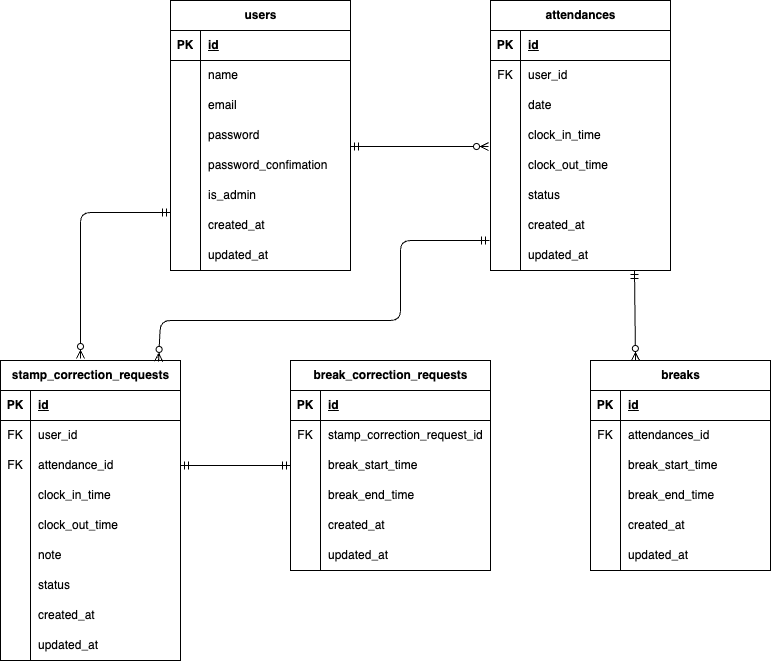 users
PK id
name
email
password
password_confimation
is_admin
created_at
updated_at
attendances
PK id
FK user_id
date
clock_in_time
clock_out_time
status
created_at
updated_at
stamp_correction_requests
PK id
FK user_id
FK attendance_id
clock_in_time
clock_out_time
note
status
created_at
updated_at
break_correction_requests
PK id
FK stamp_correction_request_id
break_start_time
break_end_time
created_at
updated_at
breaks
PK id
FK attendances_id
break_start_time
break_end_time
created_at
updated_at